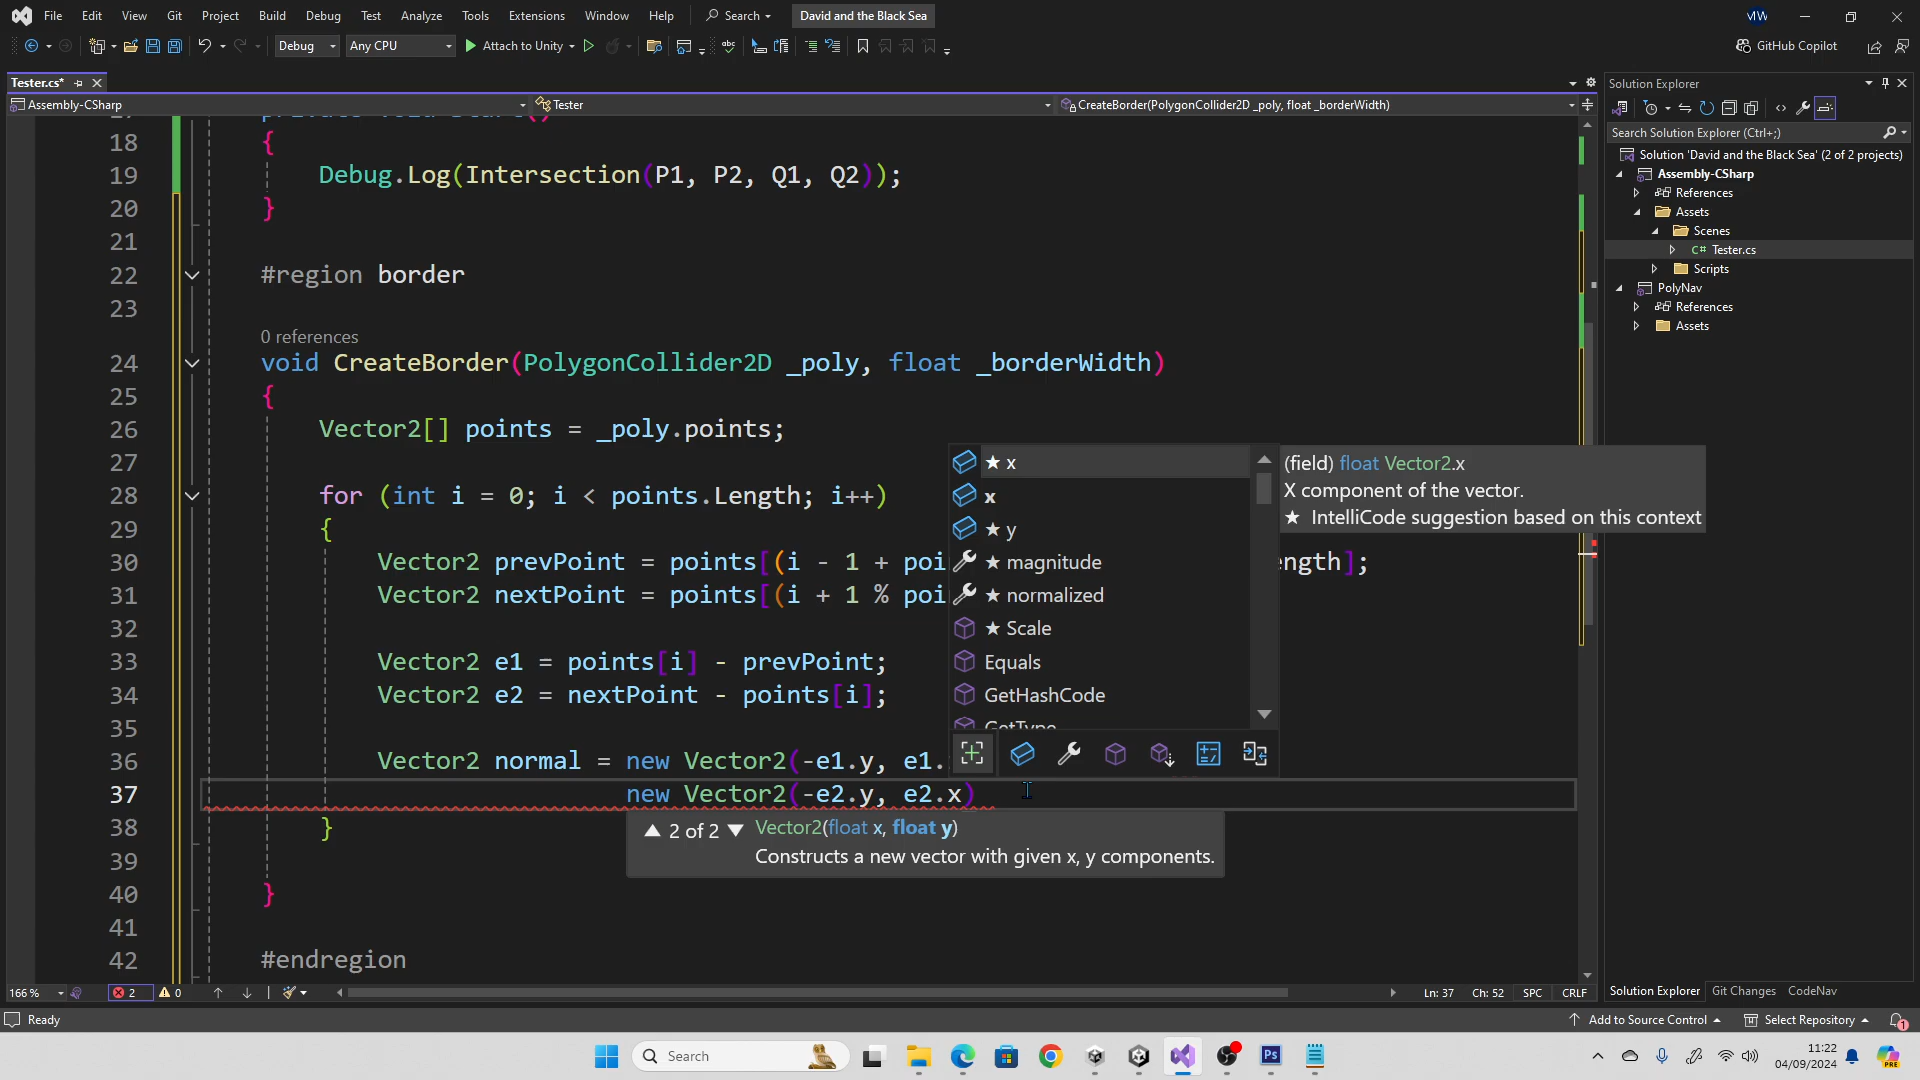 File Edit View Git Project Build Debug Test Analyze Tools Extensions Window Help Search David and the Black Sea
Debug Any CPU Attach to Unity GitHub Copilot
Tester.cs*
Assembly-CSharp Tester CreateBorder(PolygonCollider2D _poly, float _borderWidth)
18 {
19 Debug.Log(Intersection(P1, P2, Q1, Q2));
20 }
21
22 #region border
23
0 references
24 void CreateBorder(PolygonCollider2D _poly, float _borderWidth)
25 {
26 Vector2[] points = _poly.points;
27
28 for (int i = 0; i < points.Length; i++)
29 {
30 Vector2 prevPoint = points[(i - 1 + poi ngth];
31 Vector2 nextPoint = points[(i + 1 % poi
32
33 Vector2 e1 = points[i] - prevPoint;
34 Vector2 e2 = nextPoint - points[i];
35
36 Vector2 normal = new Vector2(-e1.y, e1.
37 new Vector2(-e2.y, e2.x)
38 }
39
40 }
41
42 #endregion
★ x
x
★ y
★ magnitude
★ normalized
★ Scale
Equals
GetHashCode
GetType
(field) float Vector2.x
X component of the vector.
★ IntelliCode suggestion based on this context
▲ 2 of 2 ▼ Vector2(float x, float y)
Constructs a new vector with given x, y components.
Solution Explorer
Search Solution Explorer (Ctrl+;)
Solution 'David and the Black Sea' (2 of 2 projects)
Assembly-CSharp
References
Assets
Scenes
C# Tester.cs
Scripts
PolyNav
References
Assets
Solution Explorer Git Changes CodeNav
166 % 2 0 Ln: 37 Ch: 52 SPC CRLF
Ready Add to Source Control Select Repository 1
Search
Ps
11:22
04/09/2024
PRE